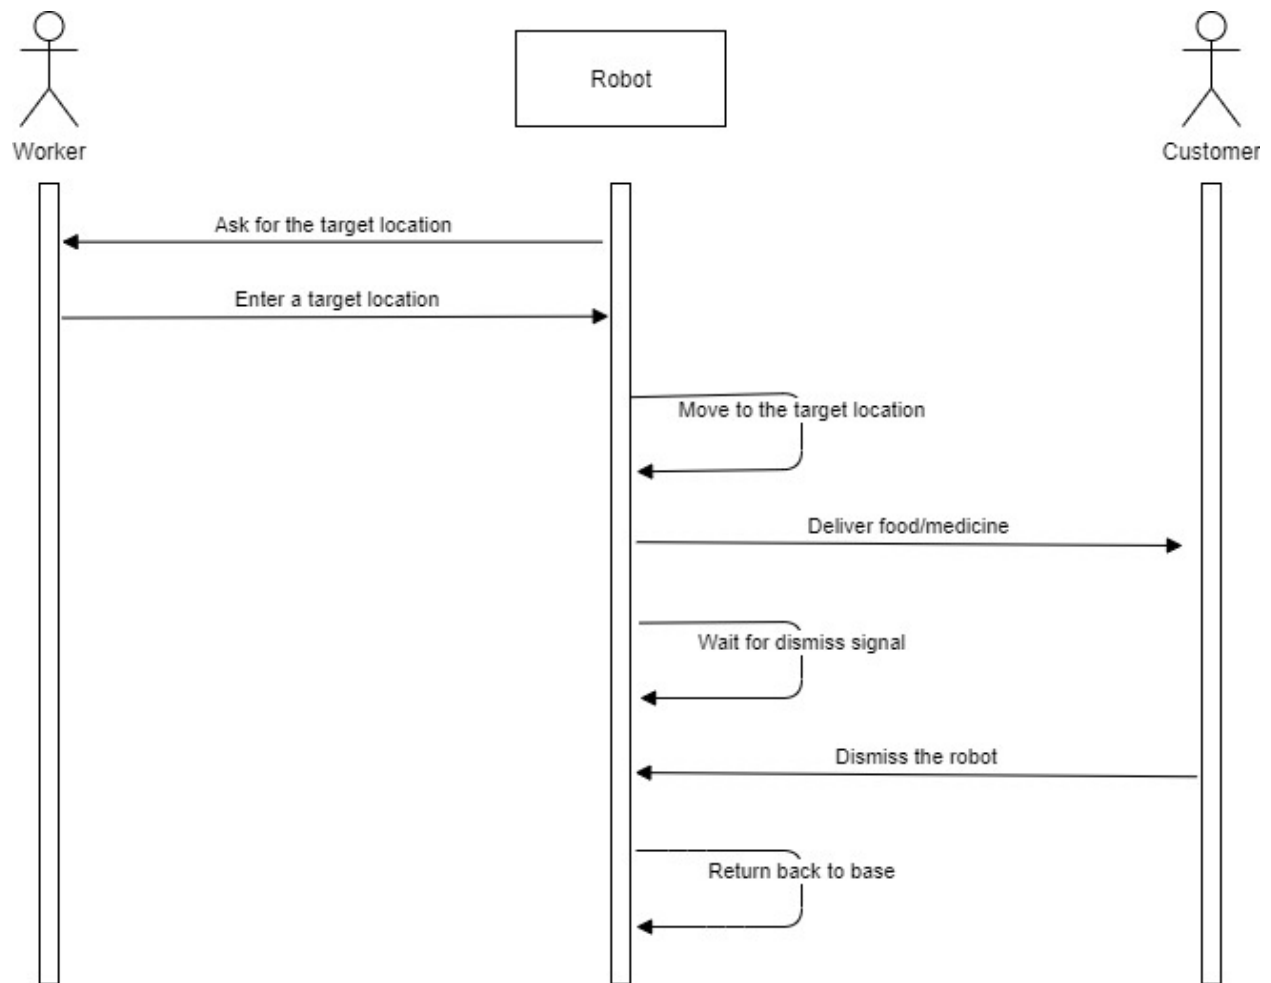 Robot
Worker
Customer
Ask for the target location
Enter a target location
Move to the target location
Deliver food/medicine
Wait for dismiss signal
Dismiss the robot
Return back to base